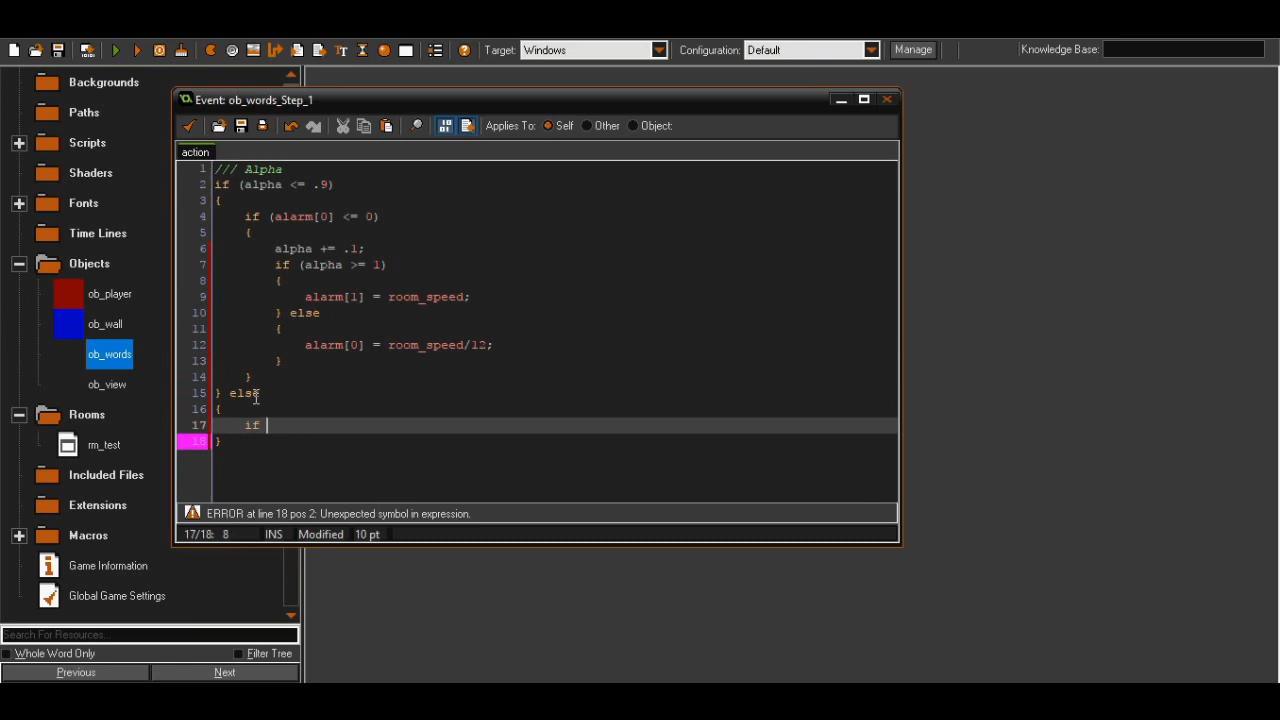 Target: Windows Configuration: Default Manage Knowledge Base:
Backgrounds
Paths
Scripts
Shaders
Fonts
Time Lines
Objects
ob_player
ob_wall
ob_words
ob_view
Rooms
rm_test
Included Files
Extensions
Macros
Game Information
Global Game Settings
Search For Resources...
Whole Word Only Filter Tree
Previous Next
Event: ob_words_Step_1
Applies To: Self Other Object:
action
1 /// Alpha
2 if (alpha <= .9)
3 {
4 if (alarm[0] <= 0)
5 {
6 alpha += .1;
7 if (alpha >= 1)
8 {
9 alarm[1] = room_speed;
10 } else
11 {
12 alarm[0] = room_speed/12;
13 }
14 }
15 } else
16 {
17 if
18 }
ERROR at line 18 pos 2: Unexpected symbol in expression.
17/18: 8 INS Modified 10 pt